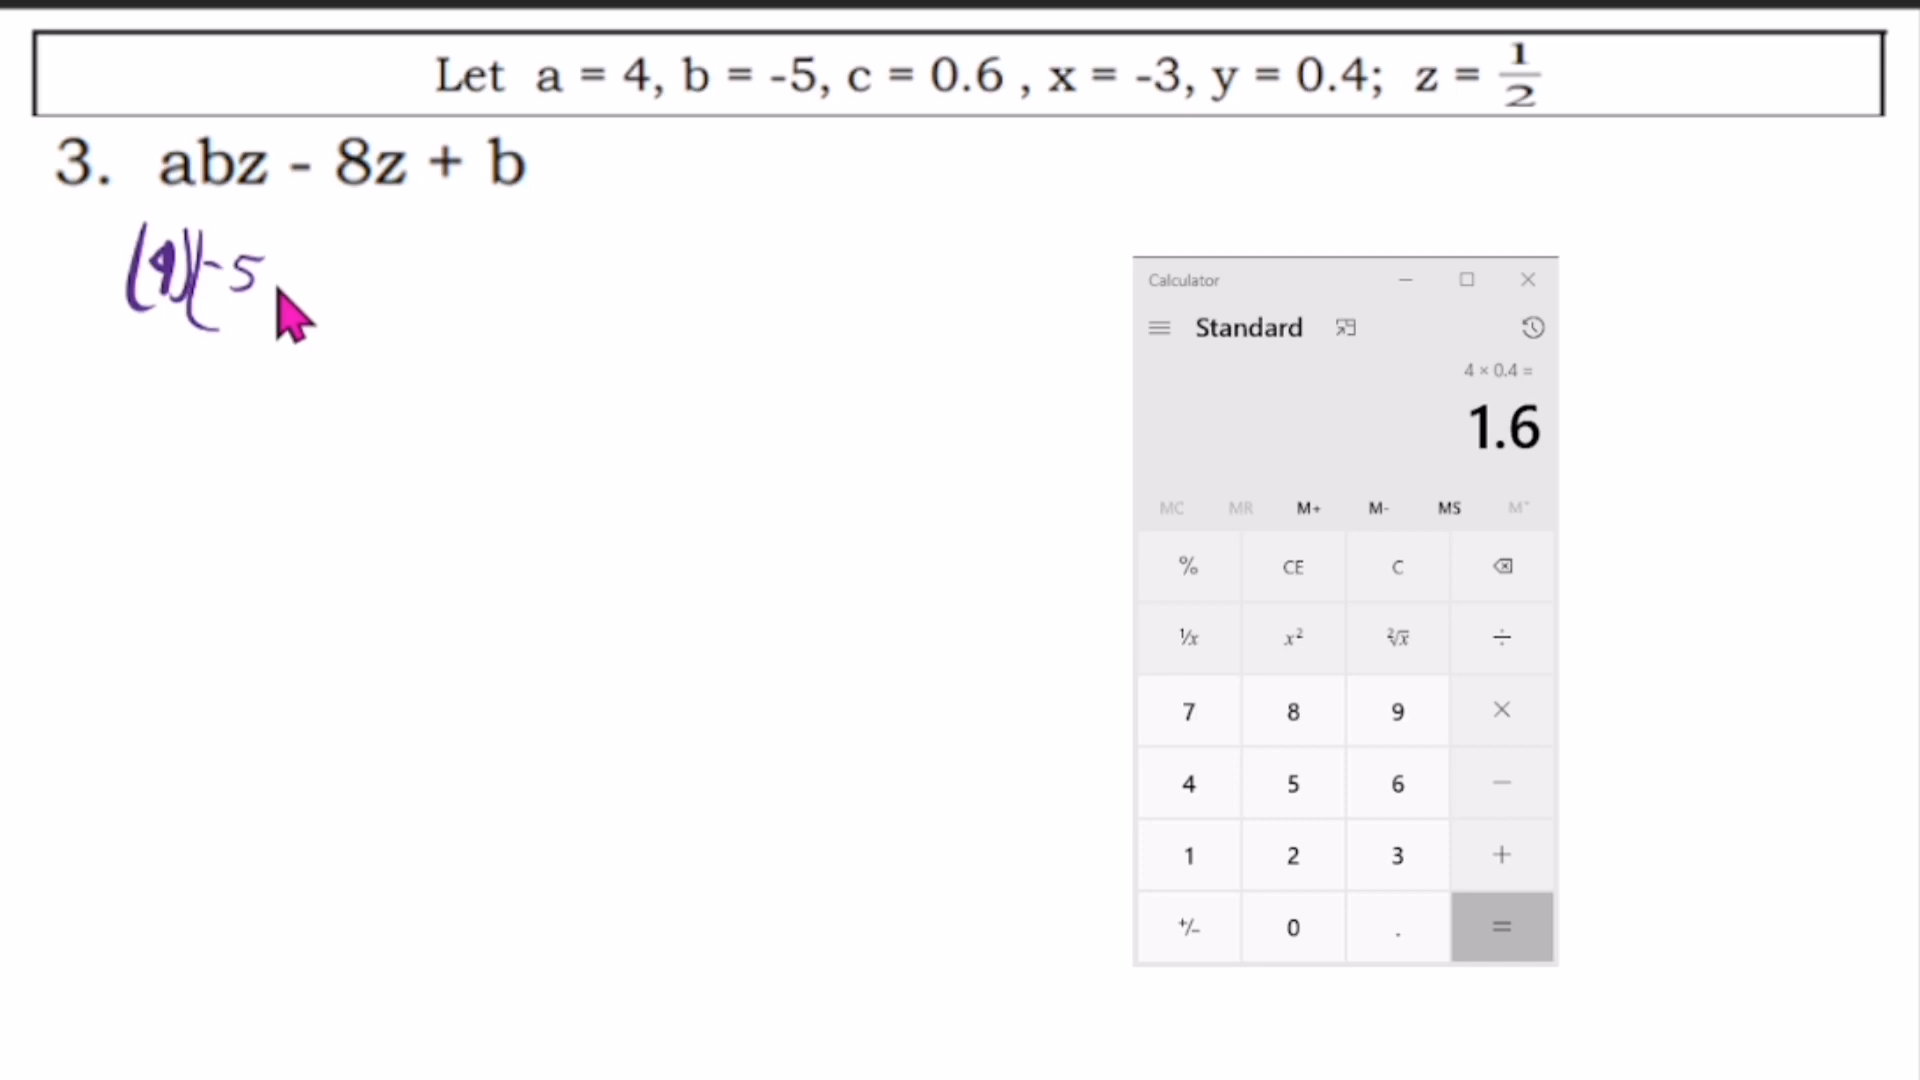 Let a = 4, b = -5, c = 0.6 , x = -3, y = 0.4; z = 1/2
3. abz - 8z + b
(4)(-5
Calculator
Standard
4 × 0.4 =
1.6
MC MR M+ M- MS M˅
% CE C
⅟x x² ²√x ÷
7 8 9 ×
4 5 6 −
1 2 3 +
+/− 0 . =